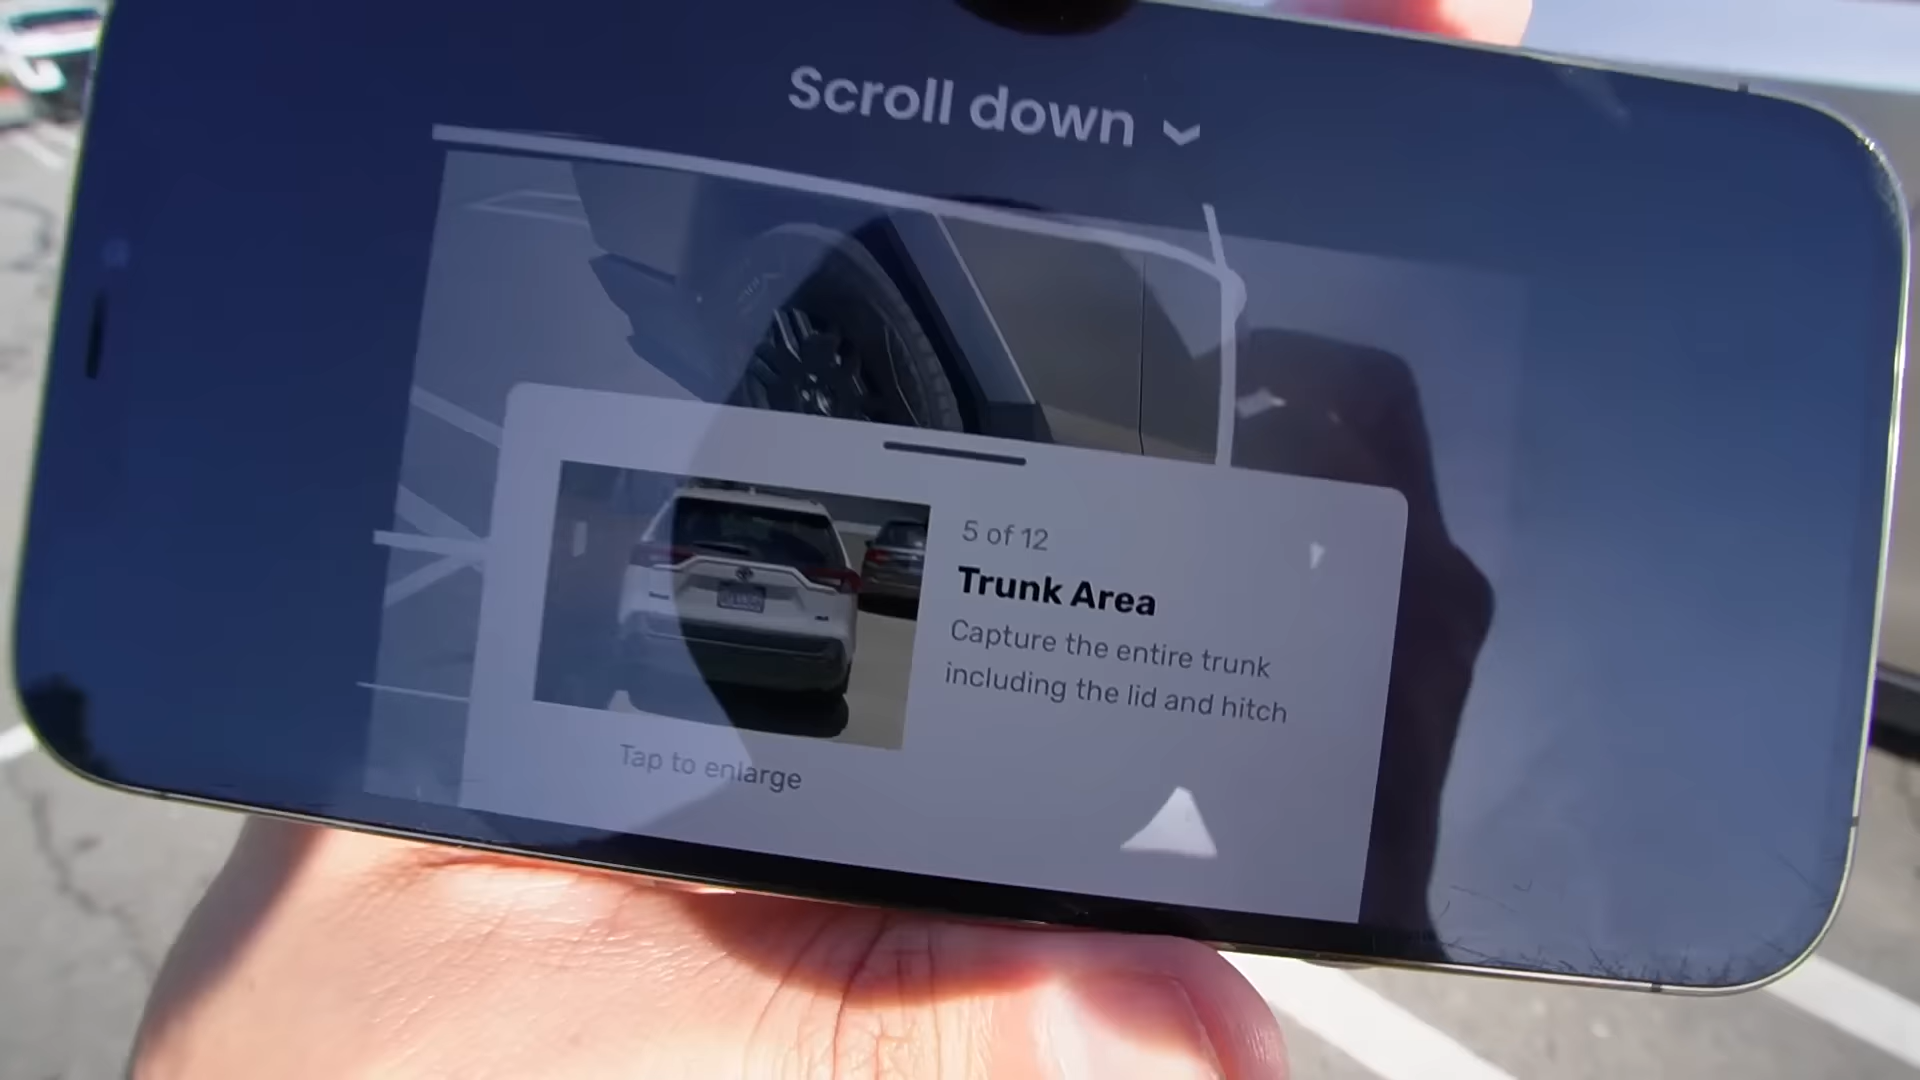 Scroll down
5 of 12
Trunk Area
Capture the entire trunk
including the lid and hitch
Tap to enlarge